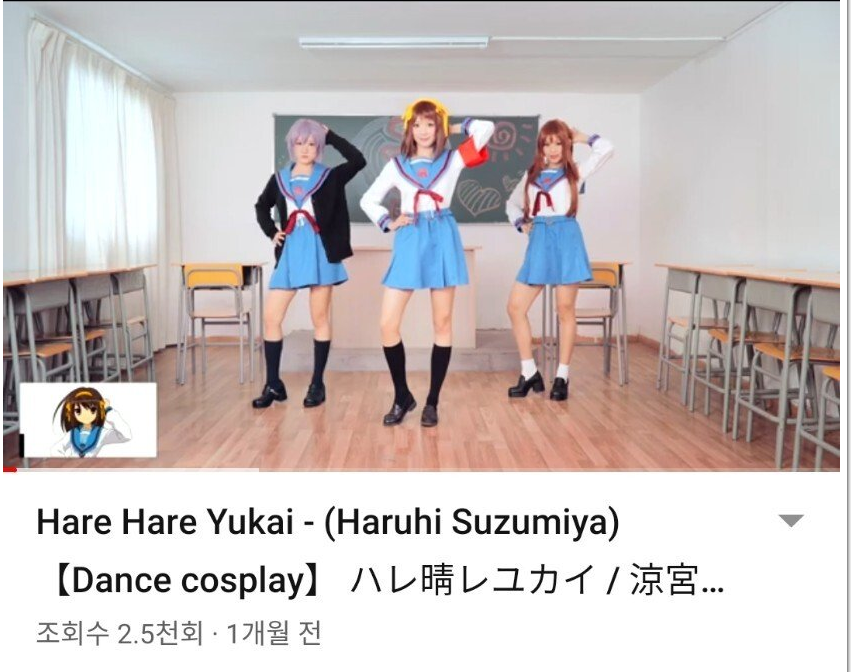 Hare Hare Yukai - (Haruhi Suzumiya)
【Dance cosplay】 ハレ晴レユカイ / 涼宮...
조회수 2.5천회 · 1개월 전